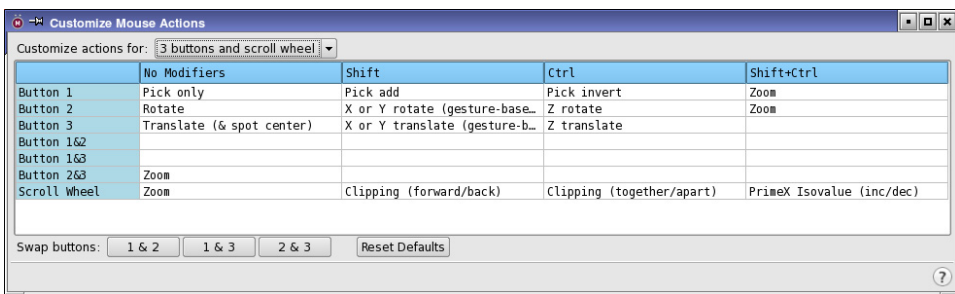 Customize Mouse Actions
Customize actions for: 3 buttons and scroll wheel
No Modifiers Shift Ctrl Shift+Ctrl
Button 1 Pick only Pick add Pick invert Zoom
Button 2 Rotate X or Y rotate (gesture-base… Z rotate Zoom
Button 3 Translate (& spot center) X or Y translate (gesture-b… Z translate
Button 1&2
Button 1&3
Button 2&3 Zoom
Scroll Wheel Zoom Clipping (forward/back) Clipping (together/apart) PrimeX Isovalue (inc/dec)
Swap buttons: 1 & 2 1 & 3 2 & 3 Reset Defaults
?